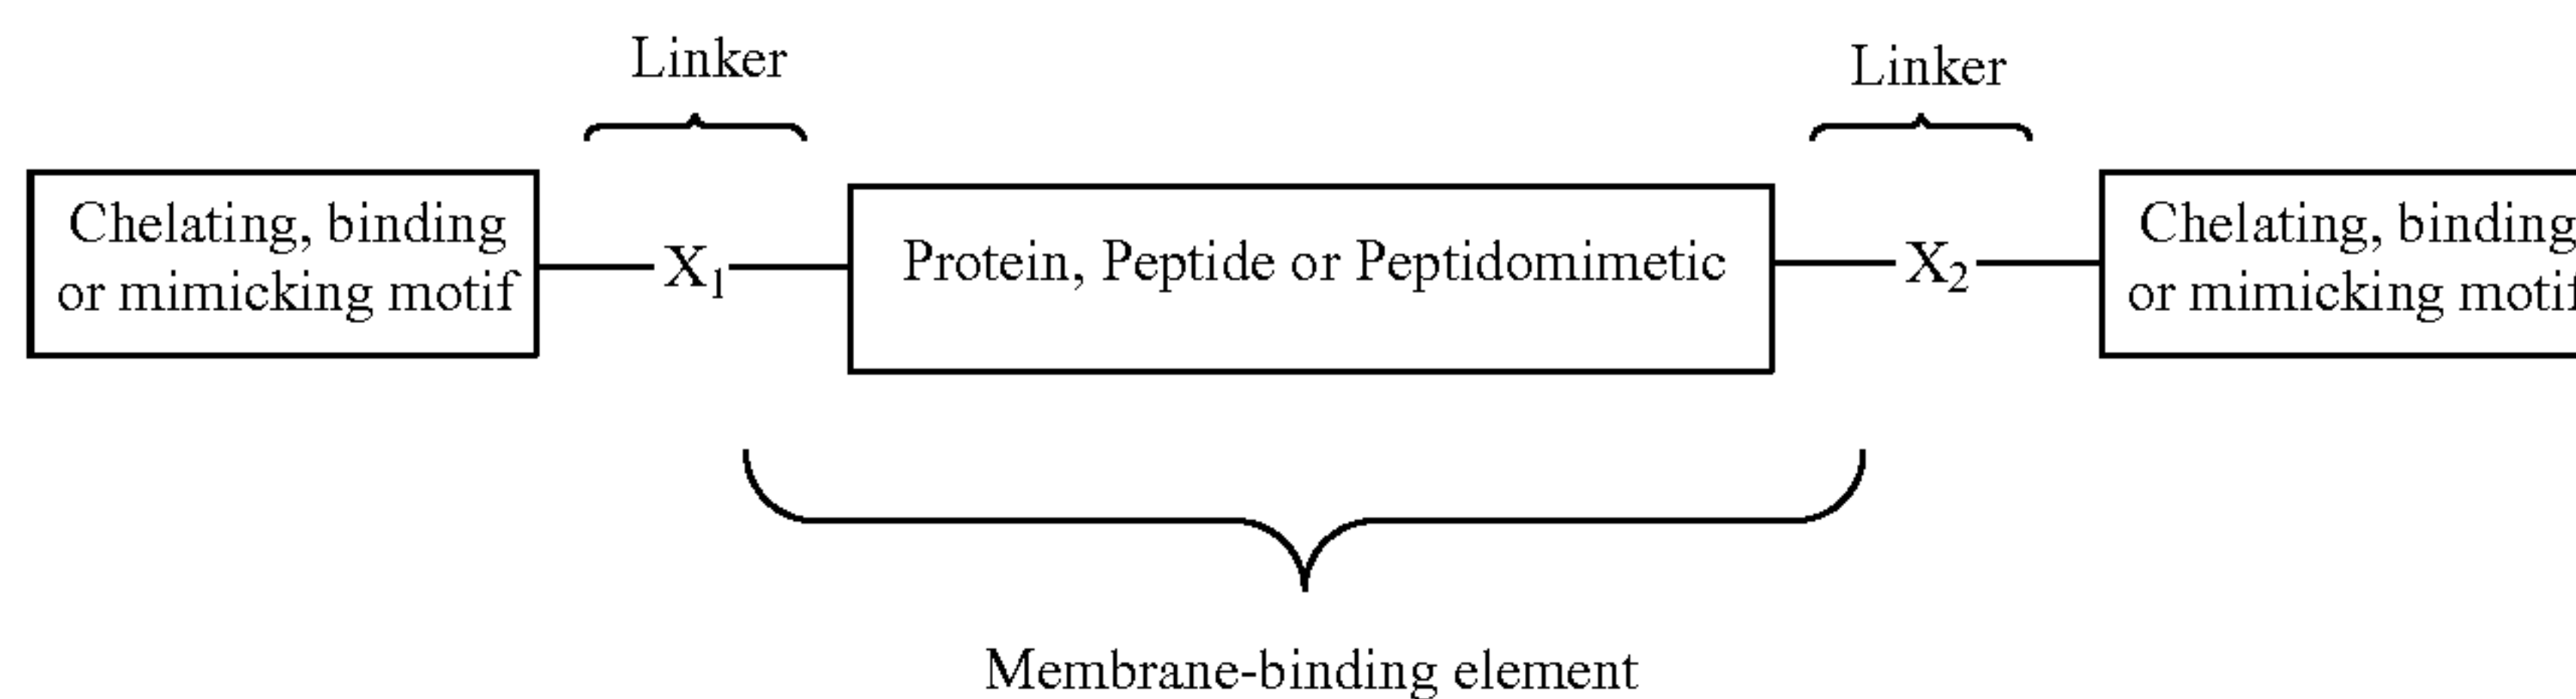 Linker
Linker
Chelating, binding
or mimicking motif
X1
Protein, Peptide or Peptidomimetic
X2
Chelating, binding
or mimicking motif
Membrane-binding element